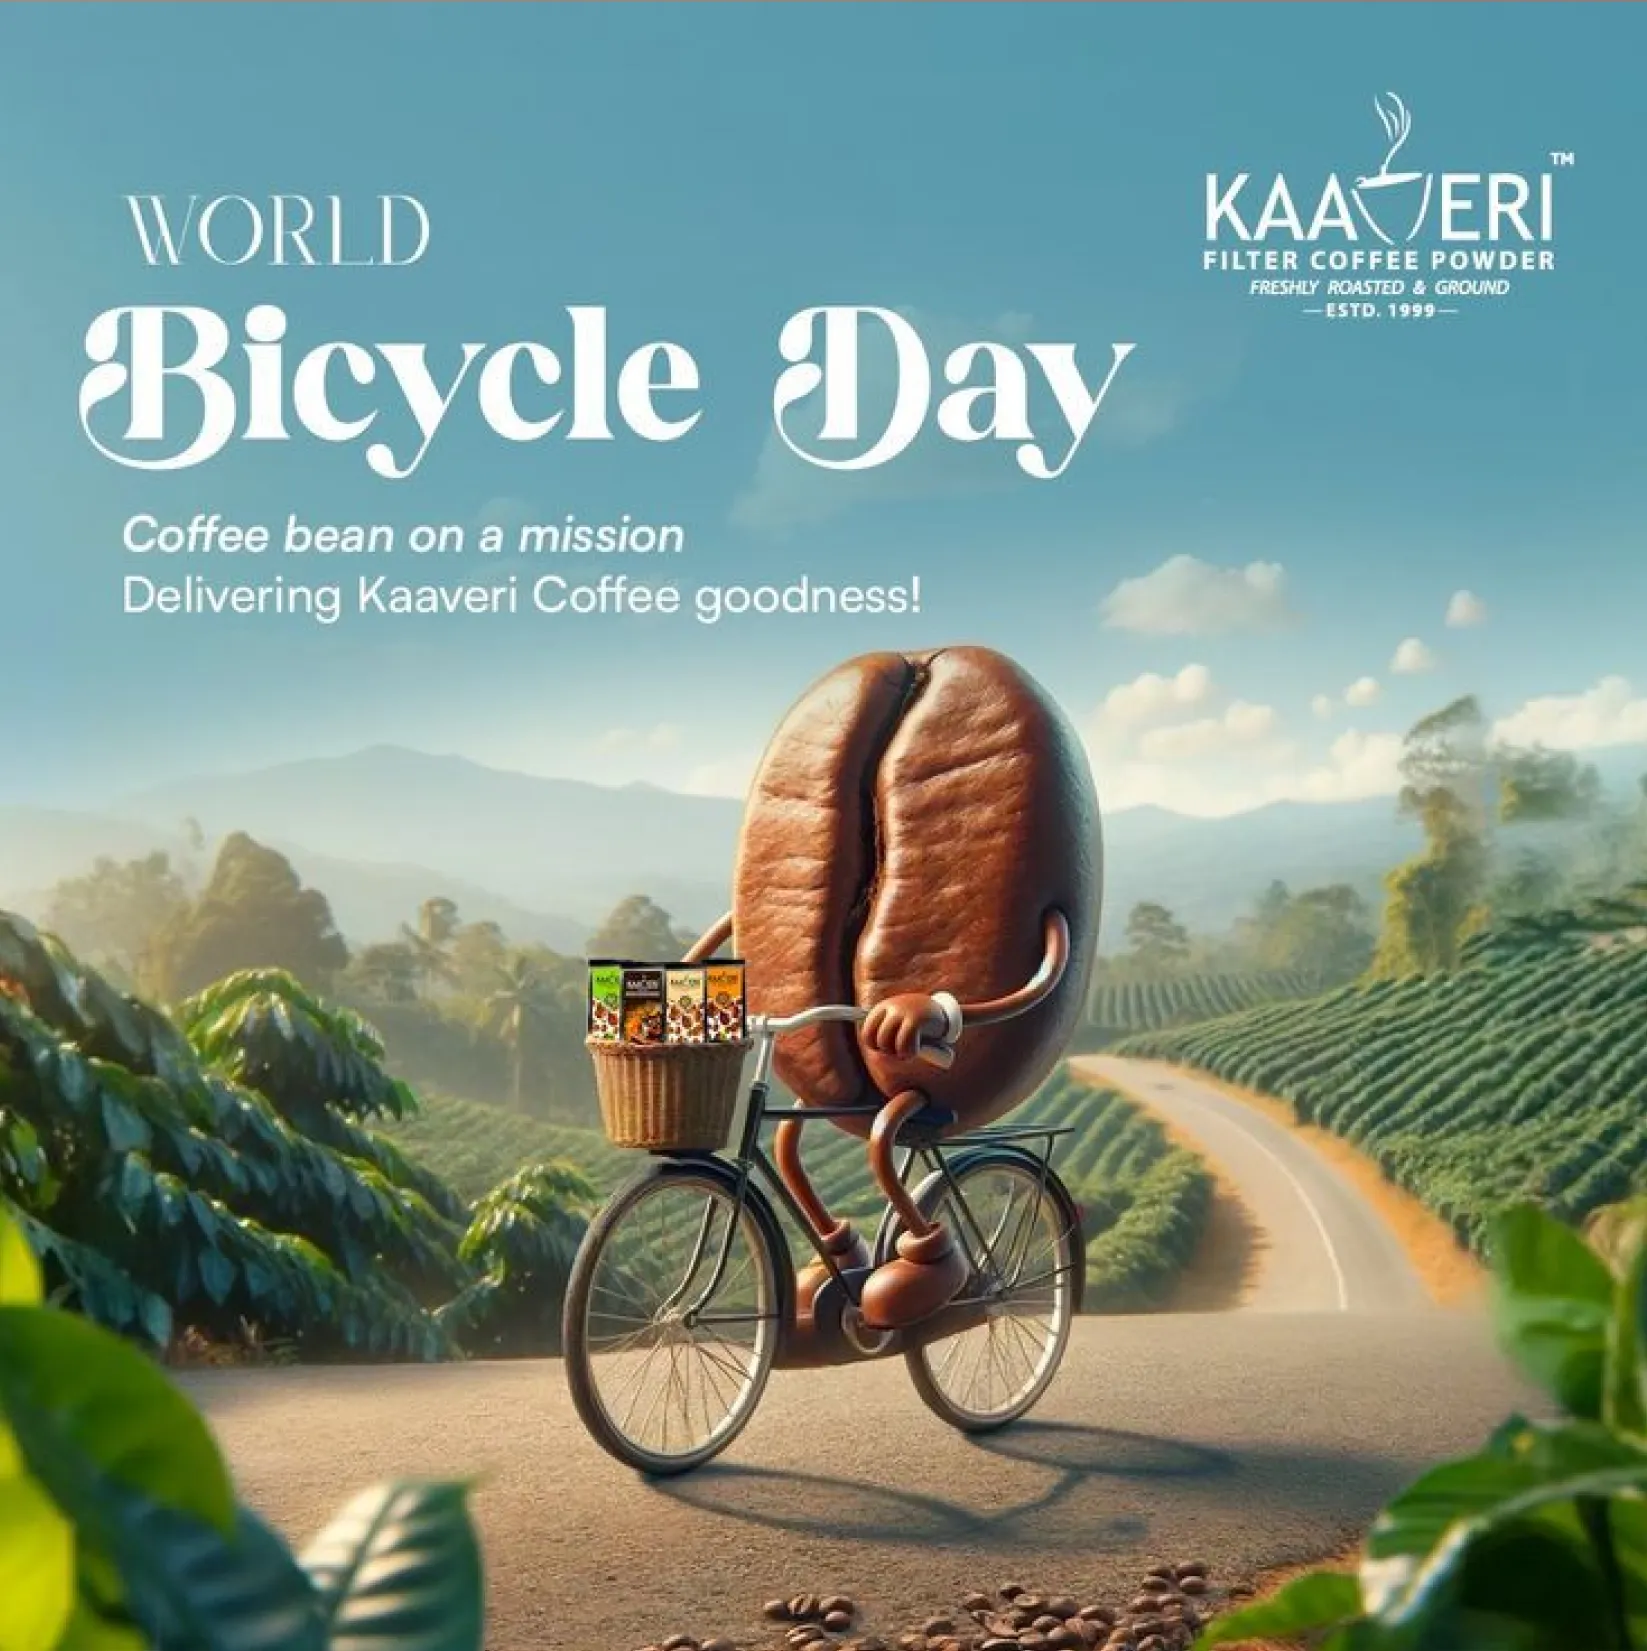 WORLD
Bicycle Day
Coffee bean on a mission
Delivering Kaaveri Coffee goodness!
KAAVERI TM
FILTER COFFEE POWDER
FRESHLY ROASTED & GROUND
—ESTD. 1999—